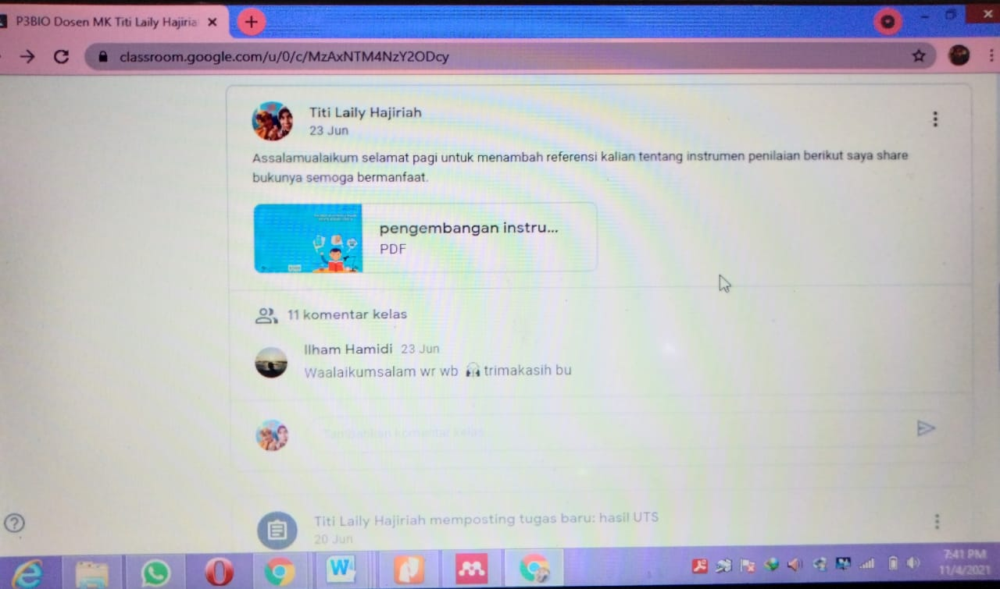 P3BIO Dosen MK Titi Laily Hajiria
classroom.google.com/u/0/c/MzAxNTM4NzY2ODcy
Titi Laily Hajiriah
23 Jun
Assalamualaikum selamat pagi untuk menambah referensi kalian tentang instrumen penilaian berikut saya share
bukunya semoga bermanfaat.
pengembangan instru...
PDF
11 komentar kelas
Ilham Hamidi 23 Jun
Waalaikumsalam wr wb trimakasih bu
Tambahkan komentar kelas
Titi Laily Hajiriah memposting tugas baru: hasil UTS
20 Jun
7:41 PM
11/4/2021